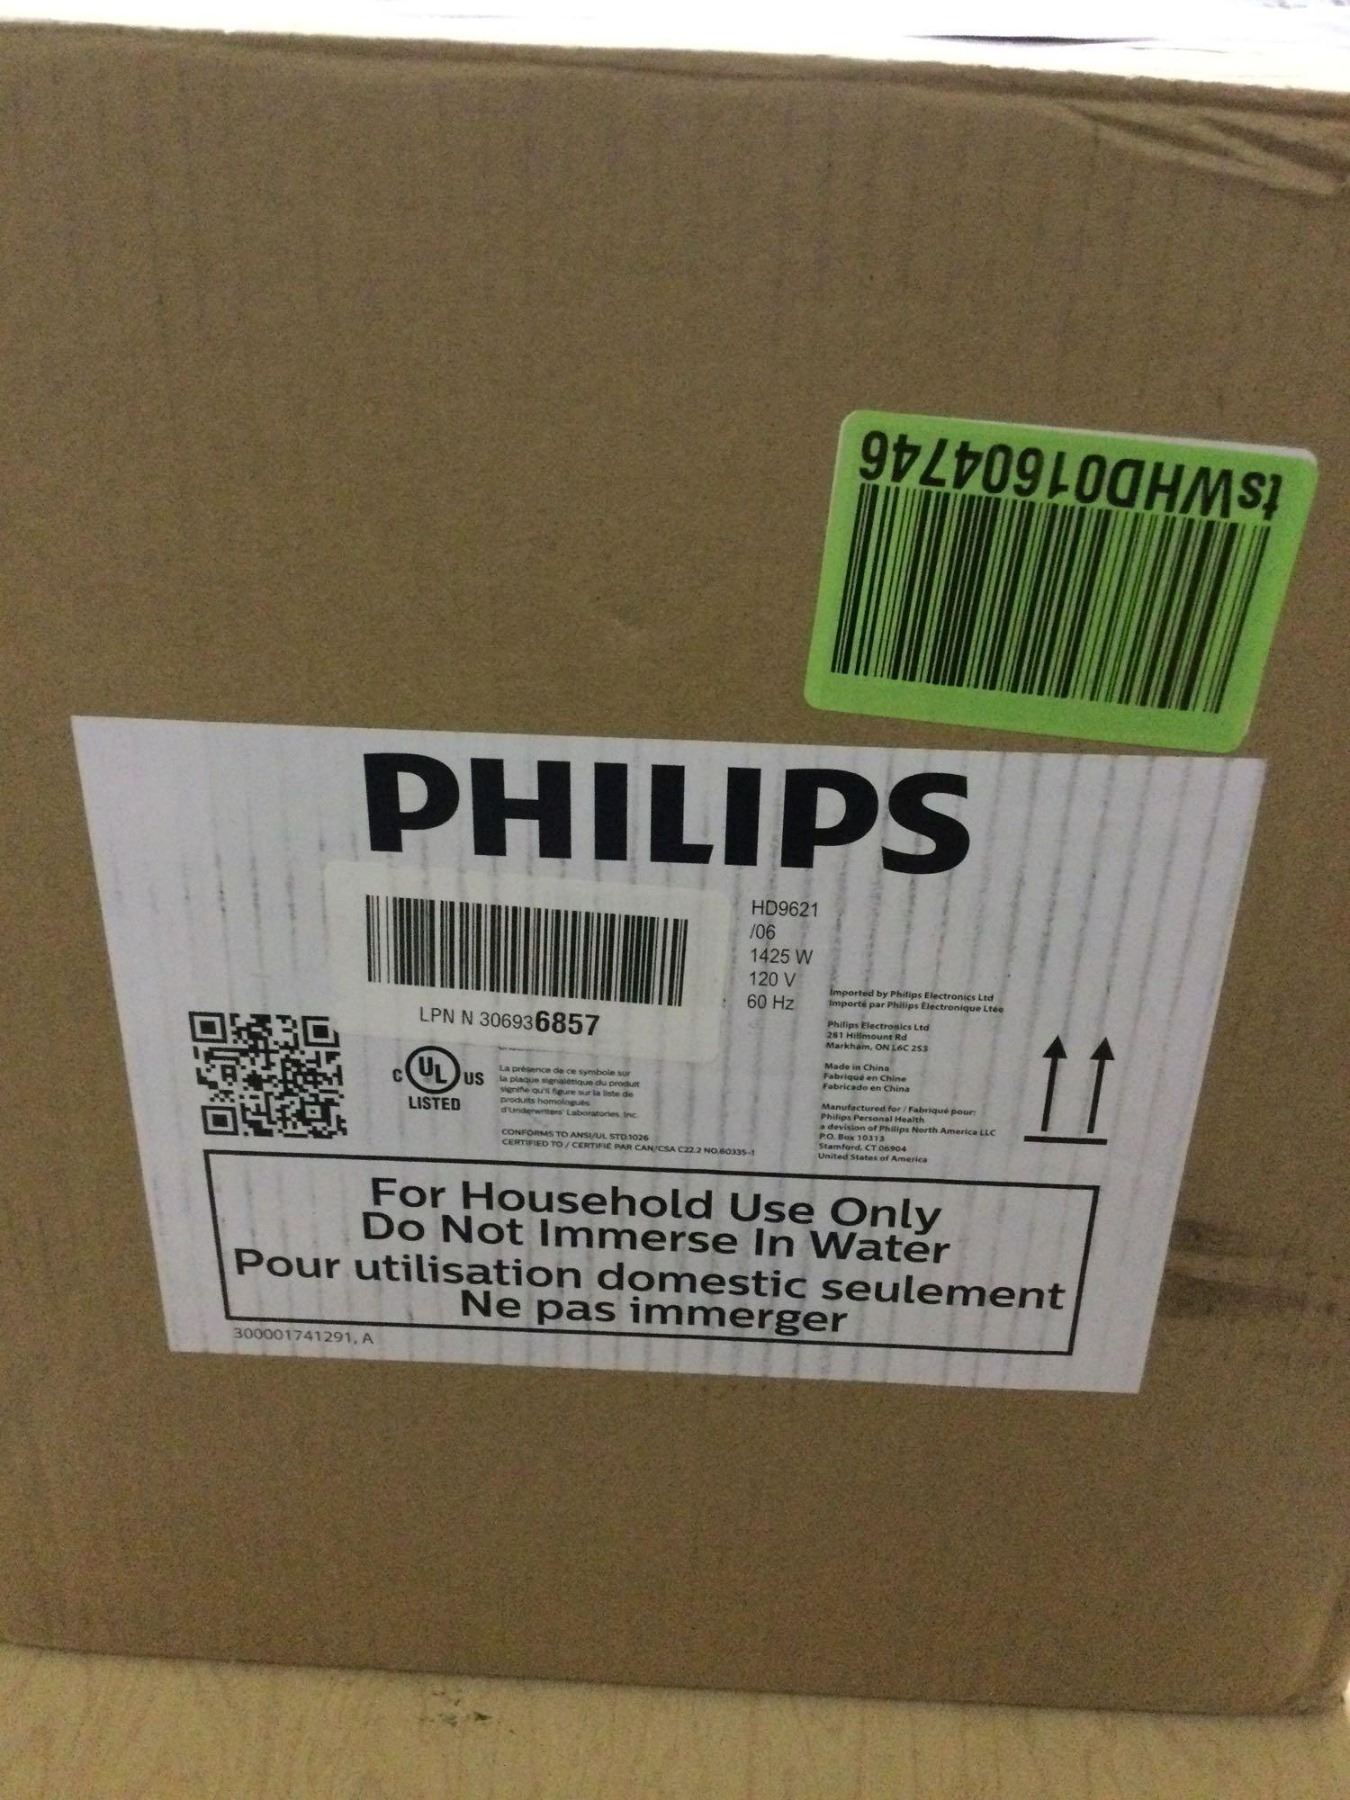 tsWHD01604746
PHILIPS
HD9621
/06
1425 W
120 V
60 Hz
LPN N 306936857
C UL US
LISTED
La présence de ce symbole sur
la plaque signalétique du produit
signifie qu'il figure sur la liste de
produits homologués
d'Underwriters' Laboratories, Inc.
CONFORMS TO ANSI/UL STD.1026
CERTIFIED TO / CERTIFIÉ PAR CAN/CSA C22.2 NO.60335-1
Imported by Philips Electronics Ltd
Importé par Philips Électronique Ltée
Philips Electronics Ltd
281 Hillmount Rd
Markham, ON L6C 2S3
Made in China
Fabriqué en Chine
Fabricado en China
Manufactured for / Fabriqué pour:
Philips Personal Health
a devision of Philips North America LLC
P.O. Box 10313
Stamford, CT 06904
United States of America
For Household Use Only
Do Not Immerse In Water
Pour utilisation domestic seulement
Ne pas immerger
300001741291, A